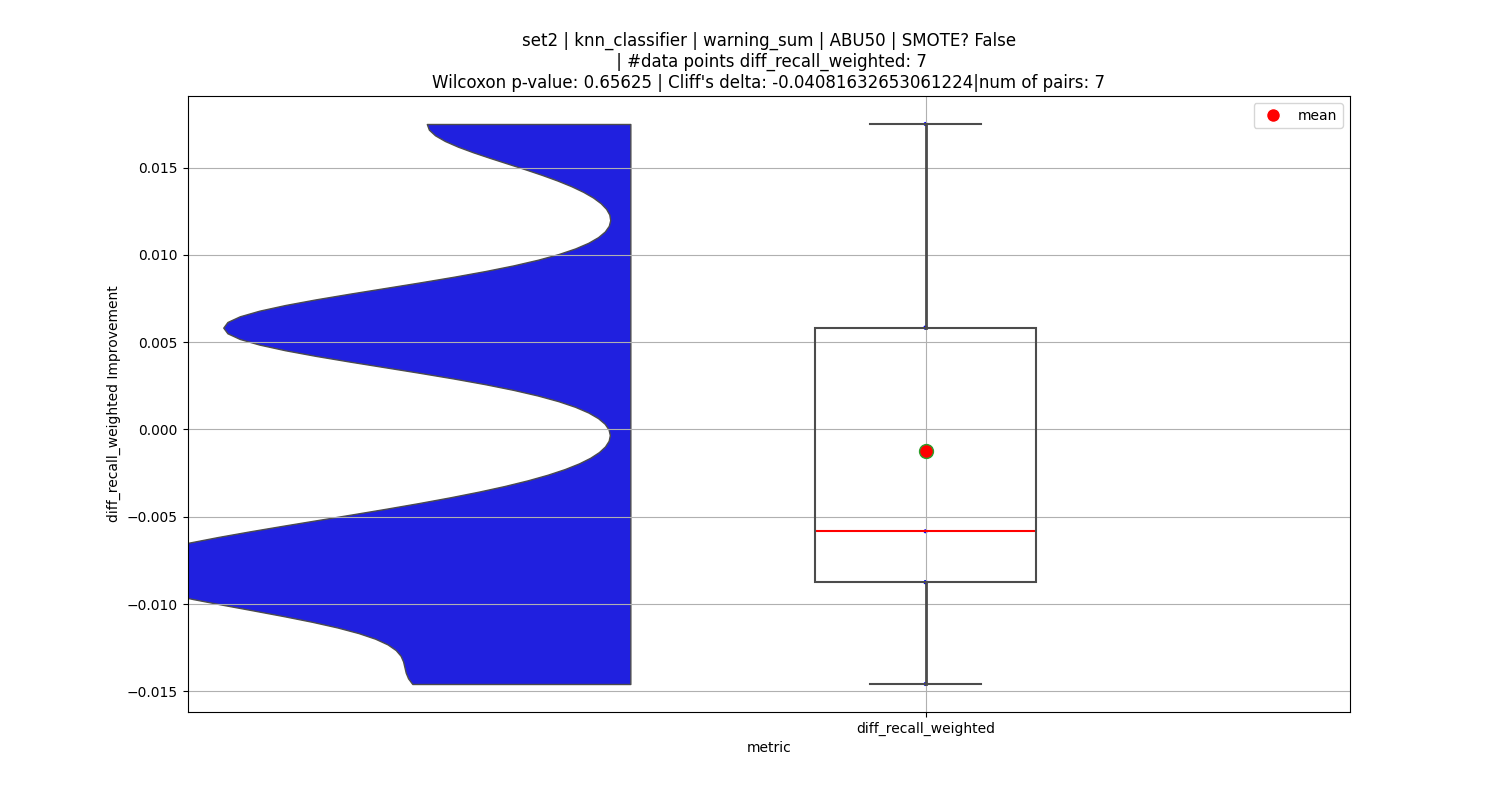 set2 | knn_classifier | warning_sum | ABU50 | SMOTE? False
| #data points diff_recall_weighted: 7
Wilcoxon p-value: 0.65625 | Cliff's delta: -0.04081632653061224|num of pairs: 7
mean
0.015
0.010
0.005
0.000
−0.005
−0.010
−0.015
diff_recall_weighted Improvement
diff_recall_weighted
metric